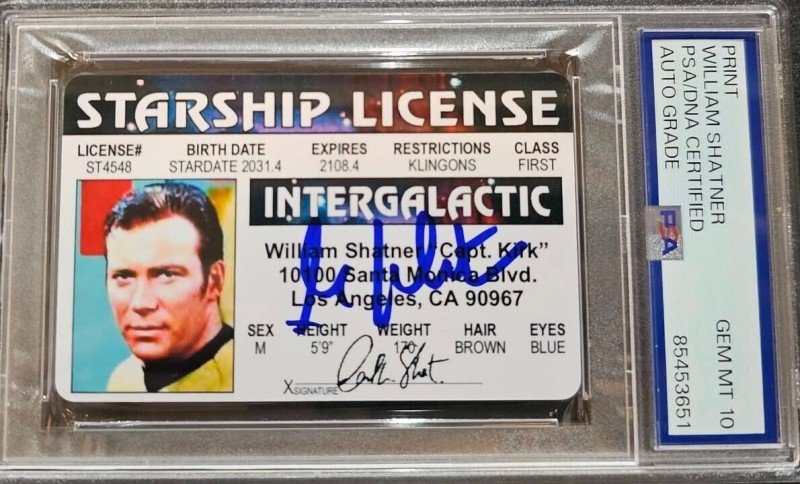 STARSHIP LICENSE
LICENSE# BIRTH DATE EXPIRES RESTRICTIONS CLASS
ST4548 STARDATE 2031.4 2108.4 KLINGONS FIRST
INTERGALACTIC
William Shatner "Capt. Kirk"
10100 Santa Monica Blvd.
Los Angeles, CA 90967
SEX HEIGHT WEIGHT HAIR EYES
M 5'9" 170 BROWN BLUE
X SIGNATURE
PRINT
WILLIAM SHATNER
PSA/DNA CERTIFIED
AUTO GRADE
GEM MT 10
85453651
PSA